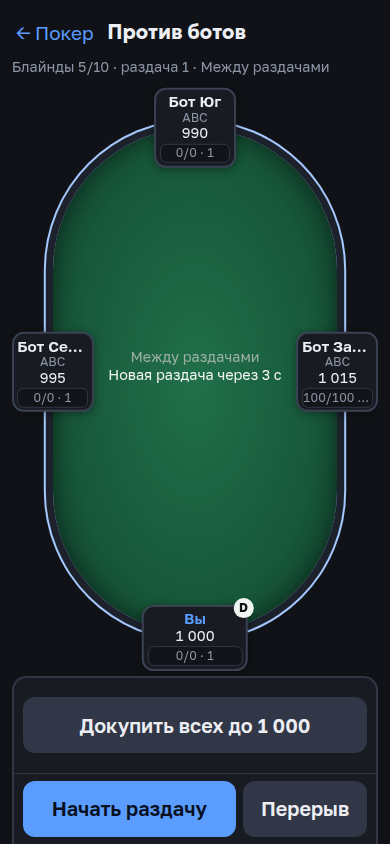 ← Покер Против ботов
Блайнды 5/10 · раздача 1 · Между раздачами
Бот Юг
ABC
990
0/0 · 1
Бот Се...
ABC
995
0/0 · 1
Между раздачами
Новая раздача через 3 с
Бот За...
ABC
1 015
100/100 ...
D
Вы
1 000
0/0 · 1
Докупить всех до 1 000
Начать раздачу
Перерыв